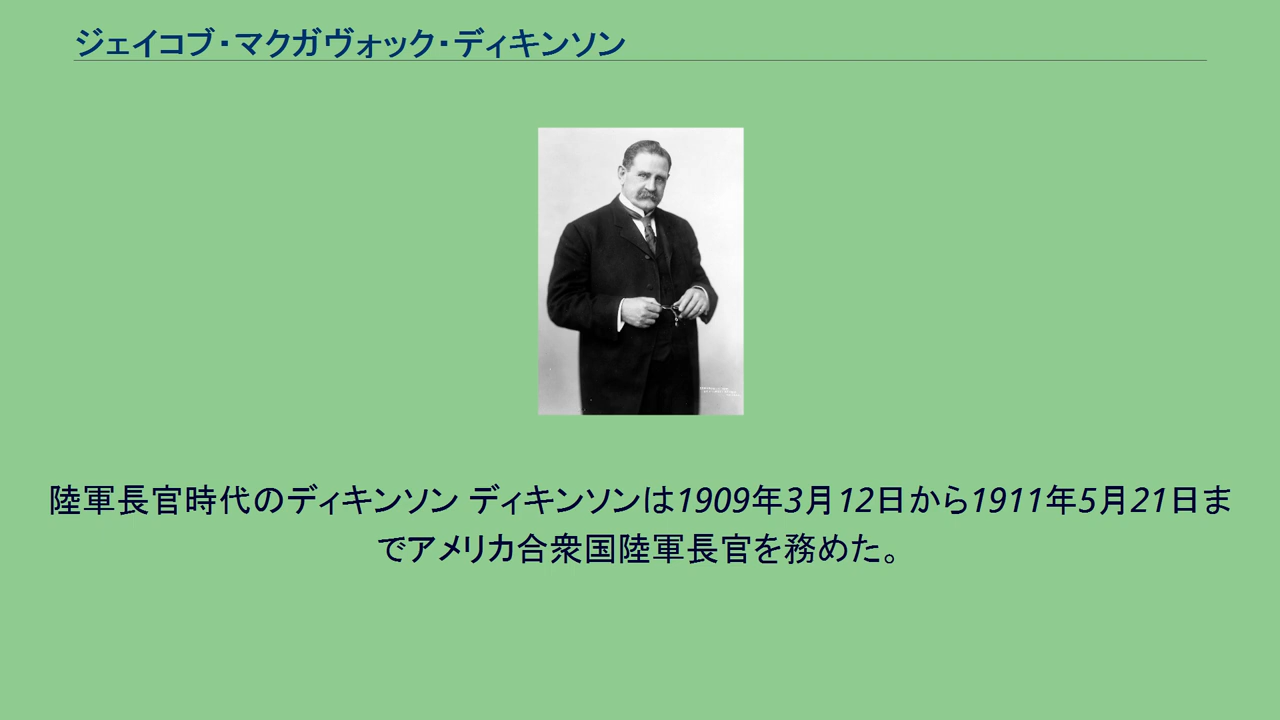 ジェイコブ・マクガヴォック・ディキンソン
陸軍長官時代のディキンソン ディキンソンは1909年3月12日から1911年5月21日ま
でアメリカ合衆国陸軍長官を務めた。